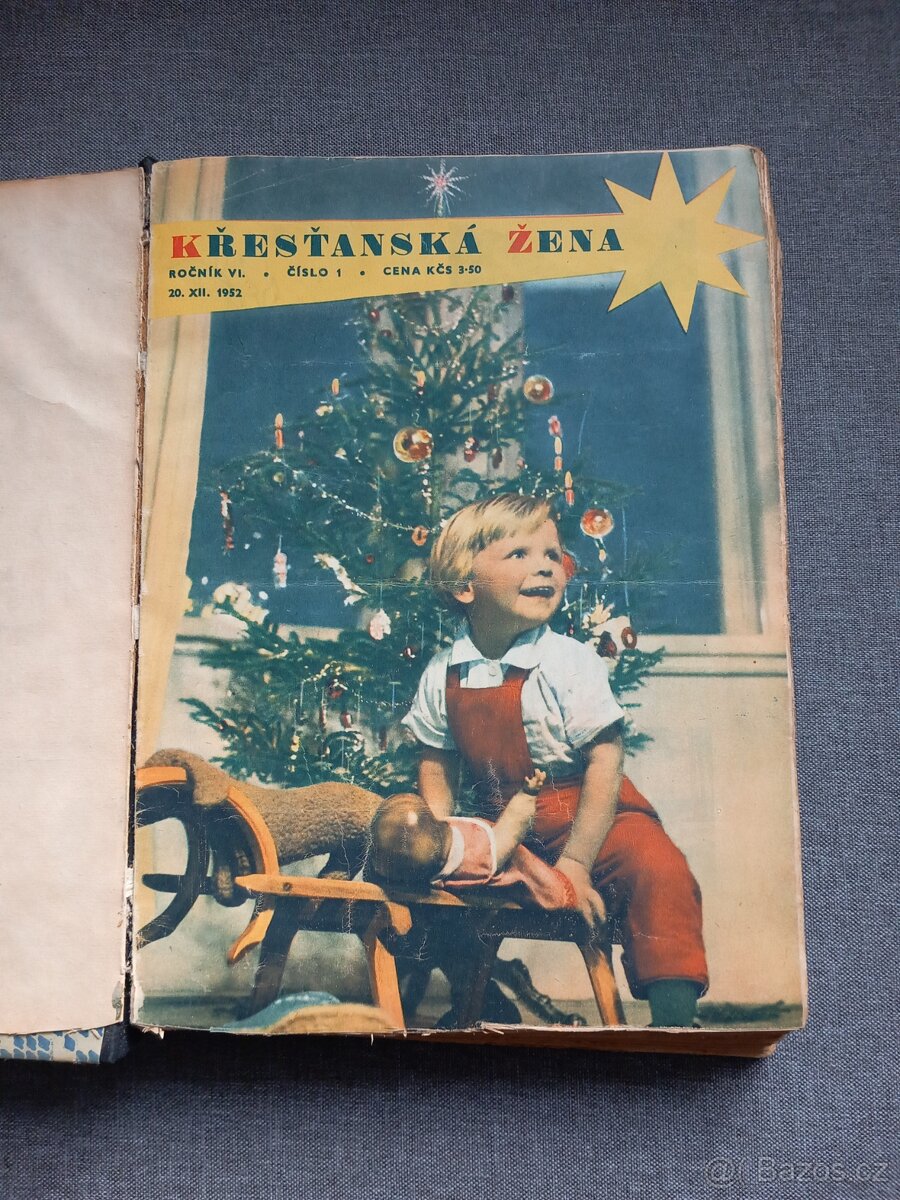 KŘESŤANSKÁ ŽENA
ROČNÍK VI. • ČÍSLO 1 • CENA KČS 3·50
20. XII. 1952
@ Bazos.cz